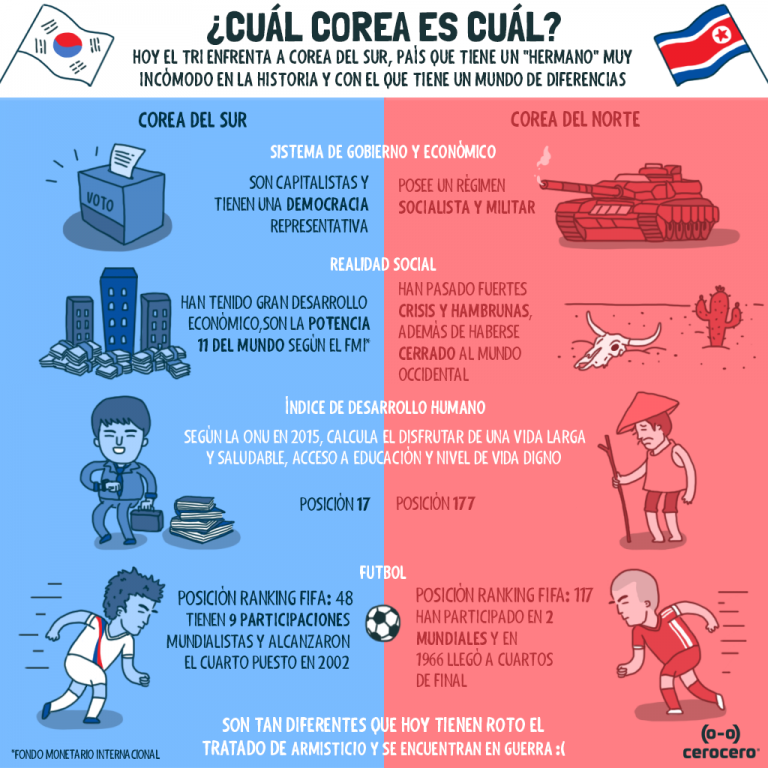 ¿CUÁL COREA ES CUÁL?
HOY EL TRI ENFRENTA A COREA DEL SUR, PAÍS QUE TIENE UN "HERMANO" MUY
INCÓMODO EN LA HISTORIA Y CON EL QUE TIENE UN MUNDO DE DIFERENCIAS
COREA DEL SUR
COREA DEL NORTE
SISTEMA DE GOBIERNO Y ECONÓMICO
VOTO
SON CAPITALISTAS Y
TIENEN UNA DEMOCRACIA
REPRESENTATIVA
POSEE UN RÉGIMEN
SOCIALISTA Y MILITAR
REALIDAD SOCIAL
HAN TENIDO GRAN DESARROLLO
ECONÓMICO,SON LA POTENCIA
11 DEL MUNDO SEGÚN EL FMI*
HAN PASADO FUERTES
CRISIS Y HAMBRUNAS,
ADEMÁS DE HABERSE
CERRADO AL MUNDO
OCCIDENTAL
ÍNDICE DE DESARROLLO HUMANO
SEGÚN LA ONU EN 2015, CALCULA EL DISFRUTAR DE UNA VIDA LARGA
Y SALUDABLE, ACCESO A EDUCACIÓN Y NIVEL DE VIDA DIGNO
POSICIÓN 17
POSICIÓN 177
FUTBOL
POSICIÓN RANKING FIFA: 48
TIENEN 9 PARTICIPACIONES
MUNDIALISTAS Y ALCANZARON
EL CUARTO PUESTO EN 2002
POSICIÓN RANKING FIFA: 117
HAN PARTICIPADO EN 2
MUNDIALES Y EN
1966 LLEGÓ A CUARTOS
DE FINAL
SON TAN DIFERENTES QUE HOY TIENEN ROTO EL
TRATADO DE ARMISTICIO Y SE ENCUENTRAN EN GUERRA :(
*FONDO MONETARIO INTERNACIONAL
(o-o)
cerocero°